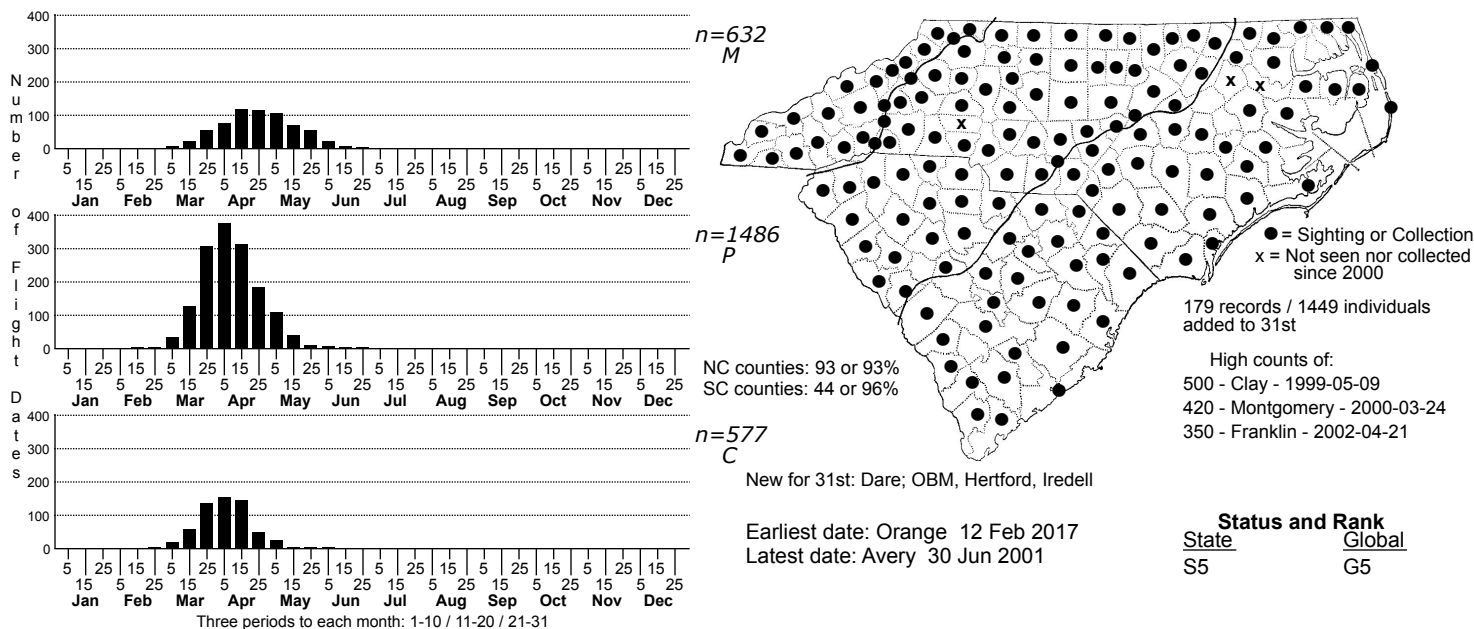 400
300
200
100
0
5 25 5 25 5 25 5 25 5 25 5 25
15 5 15 25 15 5 15 25 15 5 15 25 15 5 15 25 15 5 15 25 15 5 15 25
Jan Feb Mar Apr May Jun Jul Aug Sep Oct Nov Dec
n=632
M
400
300
200
100
0
5 25 5 25 5 25 5 25 5 25 5 25
15 5 15 25 15 5 15 25 15 5 15 25 15 5 15 25 15 5 15 25 15 5 15 25
Jan Feb Mar Apr May Jun Jul Aug Sep Oct Nov Dec
n=1486
P
400
300
200
100
0
5 25 5 25 5 25 5 25 5 25 5 25
15 5 15 25 15 5 15 25 15 5 15 25 15 5 15 25 15 5 15 25 15 5 15 25
Jan Feb Mar Apr May Jun Jul Aug Sep Oct Nov Dec
n=577
C
Number of Flight Dates
Three periods to each month: 1-10 / 11-20 / 21-31
x
x
x
= Sighting or Collection
x = Not seen nor collected
since 2000
179 records / 1449 individuals
added to 31st
NC counties: 93 or 93%
SC counties: 44 or 96%
High counts of:
500 - Clay - 1999-05-09
420 - Montgomery - 2000-03-24
350 - Franklin - 2002-04-21
New for 31st: Dare; OBM, Hertford, Iredell
Earliest date: Orange 12 Feb 2017
Latest date: Avery 30 Jun 2001
Status and Rank
State Global
S5 G5